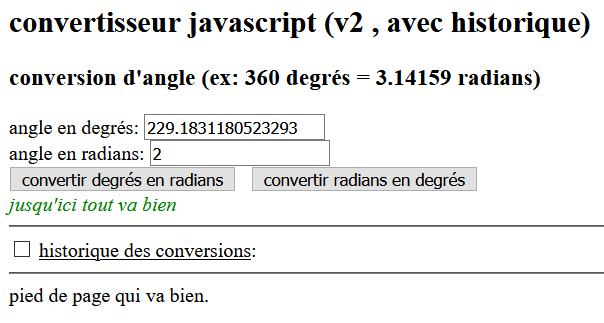 convertisseur javascript (v2 , avec historique)
conversion d'angle (ex: 360 degrés = 3.14159 radians)
angle en degrés: 229.1831180523293
angle en radians: 2
convertir degrés en radians convertir radians en degrés
jusqu'ici tout va bien
historique des conversions:
pied de page qui va bien.